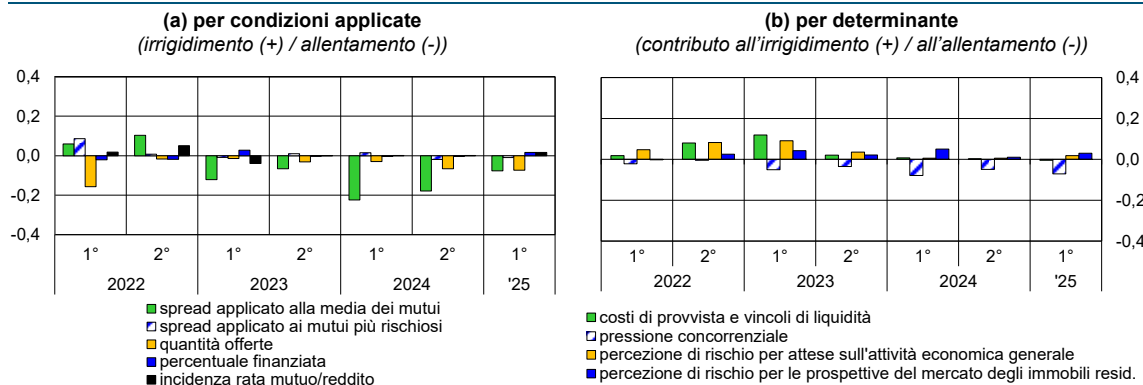 (a) per condizioni applicate
(irrigidimento (+) / allentamento (-))
0,4
0,2
0,0
-0,2
-0,4
1° 2° 1° 2° 1° 2° 1°
2022 2023 2024 '25
spread applicato alla media dei mutui
spread applicato ai mutui più rischiosi
quantità offerte
percentuale finanziata
incidenza rata mutuo/reddito
(b) per determinante
(contributo all'irrigidimento (+) / all'allentamento (-))
0,4
0,2
0,0
-0,2
-0,4
1° 2° 1° 2° 1° 2° 1°
2022 2023 2024 '25
costi di provvista e vincoli di liquidità
pressione concorrenziale
percezione di rischio per attese sull'attività economica generale
percezione di rischio per le prospettive del mercato degli immobili resid.